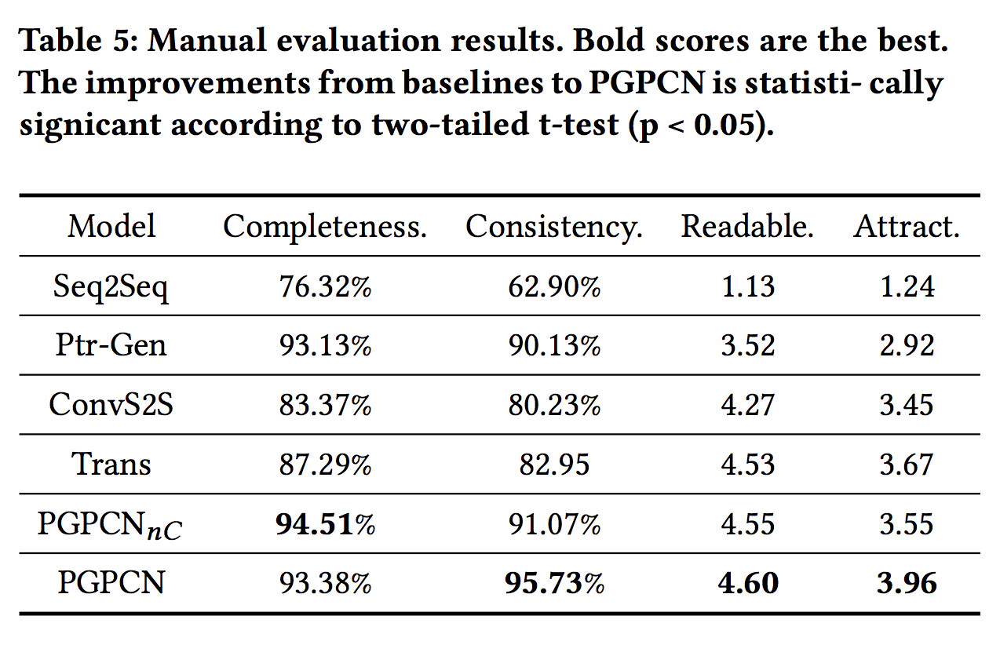 Table 5: Manual evaluation results. Bold scores are the best.
The improvements from baselines to PGPCN is statisti- cally
signicant according to two-tailed t-test (p < 0.05).
Model Completeness. Consistency. Readable. Attract.
Seq2Seq 76.32% 62.90% 1.13 1.24
Ptr-Gen 93.13% 90.13% 3.52 2.92
ConvS2S 83.37% 80.23% 4.27 3.45
Trans 87.29% 82.95 4.53 3.67
PGPCNnC 94.51% 91.07% 4.55 3.55
PGPCN 93.38% 95.73% 4.60 3.96